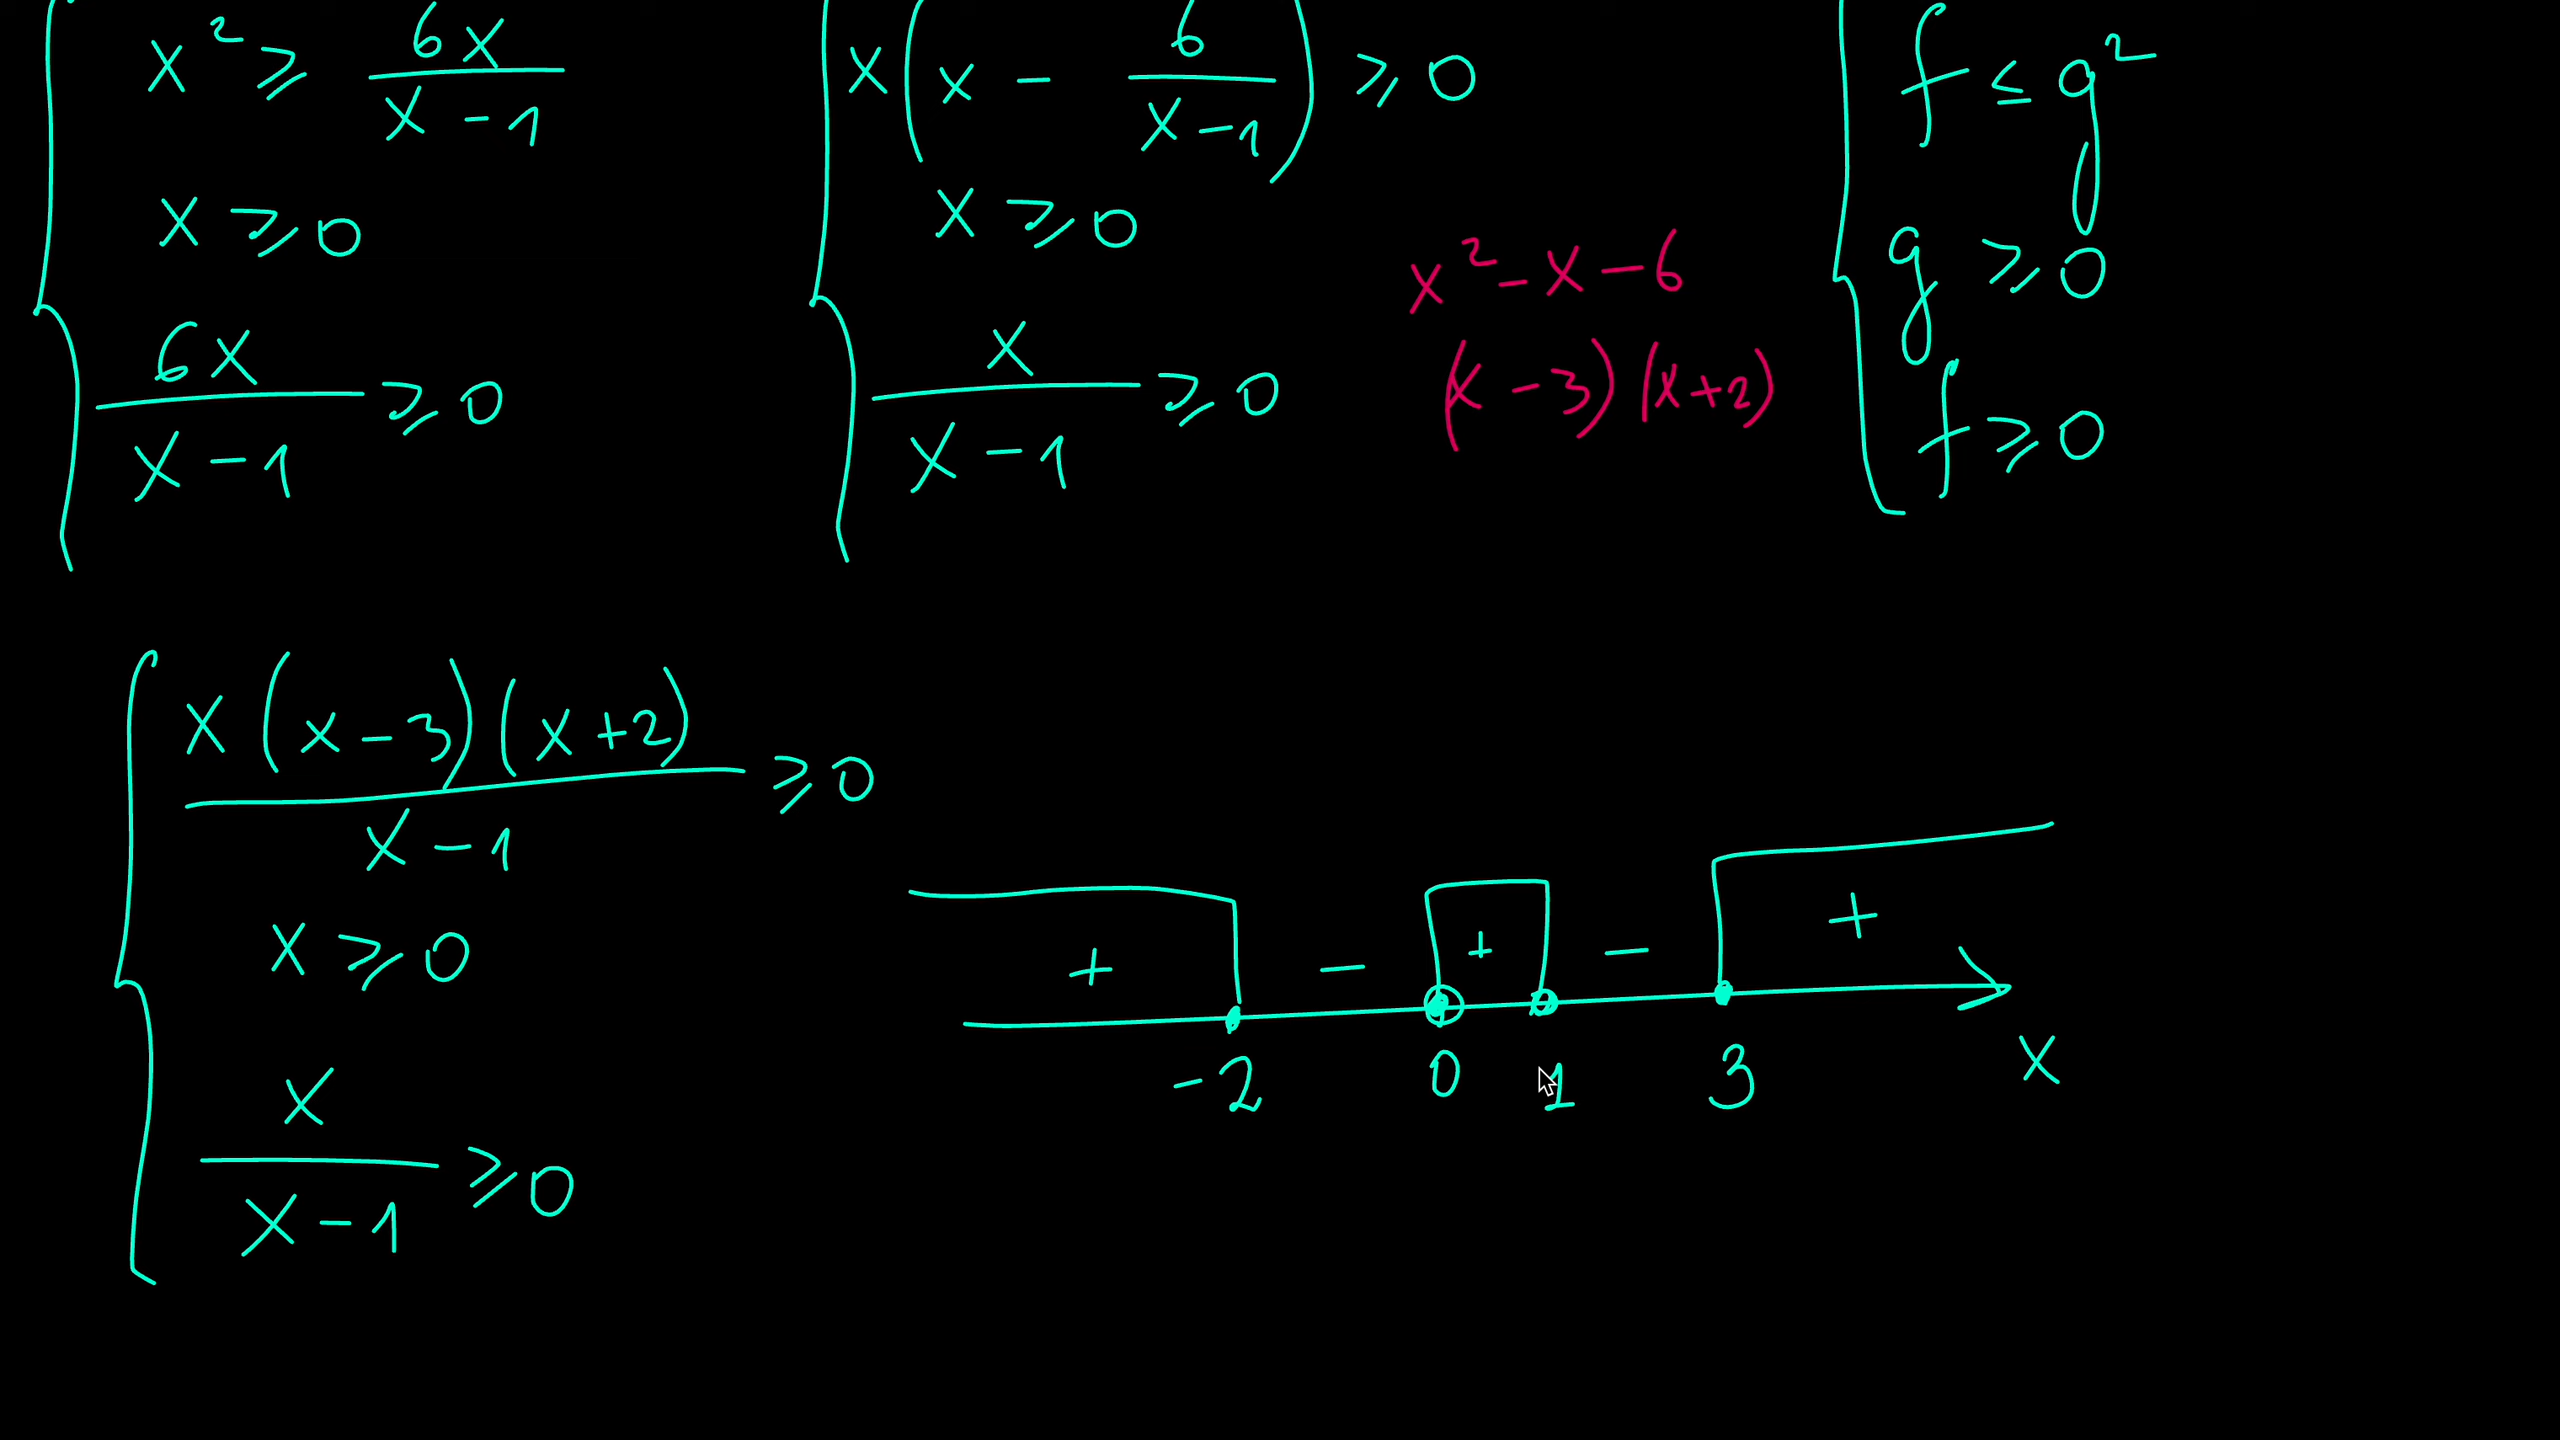 x² ≥ 6x / (x - 1)
x ≥ 0
6x / (x - 1) ≥ 0
x(x - 6 / (x - 1)) ≥ 0
x ≥ 0
x / (x - 1) ≥ 0
x² - x - 6
(x - 3)(x + 2)
f ≤ g²
g ≥ 0
f ≥ 0
x(x - 3)(x + 2) / (x - 1) ≥ 0
x ≥ 0
x / (x - 1) ≥ 0
+ - + - +
-2 0 1 3 x